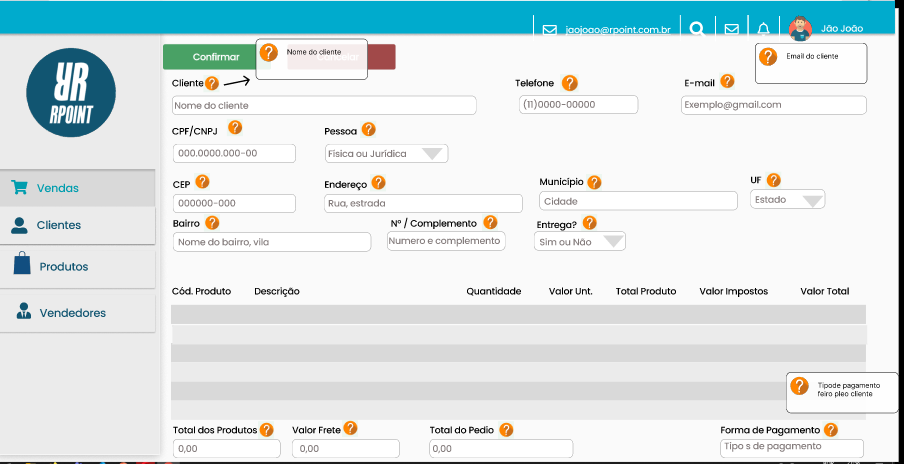 jaojoao@rpoint.com.br
Jão João
RPOINT
Confirmar
Cancelar
Nome do cliente
Email do cliente
Cliente
Telefone
E-mail
Nome do cliente
(11)0000-00000
Exemplo@gmail.com
CPF/CNPJ
Pessoa
000.0000.000-00
Física ou Jurídica
Vendas
CEP
Endereço
Município
UF
000000-000
Rua, estrada
Cidade
Estado
Clientes
Bairro
Nº / Complemento
Entrega?
Nome do bairro, vila
Numero e complemento
Sim ou Não
Produtos
Vendedores
Cód. Produto
Descrição
Quantidade
Valor Unt.
Total Produto
Valor Impostos
Valor Total
Tipode pagamento
feiro pleo cliente
Total dos Produtos
Valor Frete
Total do Pedio
Forma de Pagamento
0,00
0,00
0,00
Tipo s de pagamento